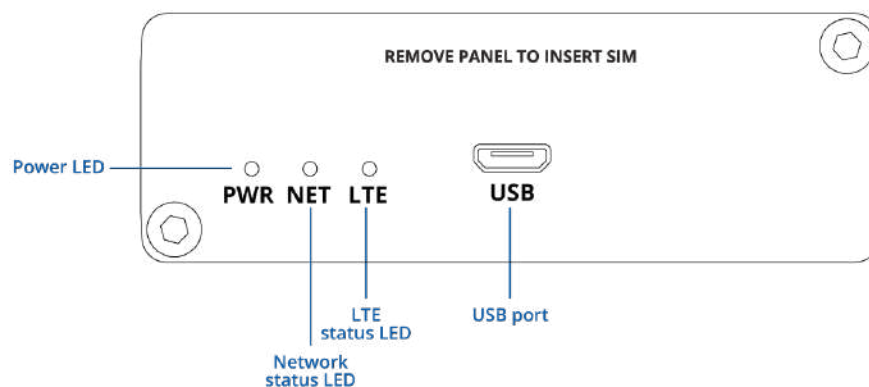 REMOVE PANEL TO INSERT SIM
Power LED
PWR NET LTE
USB
LTE
status LED
USB port
Network
status LED